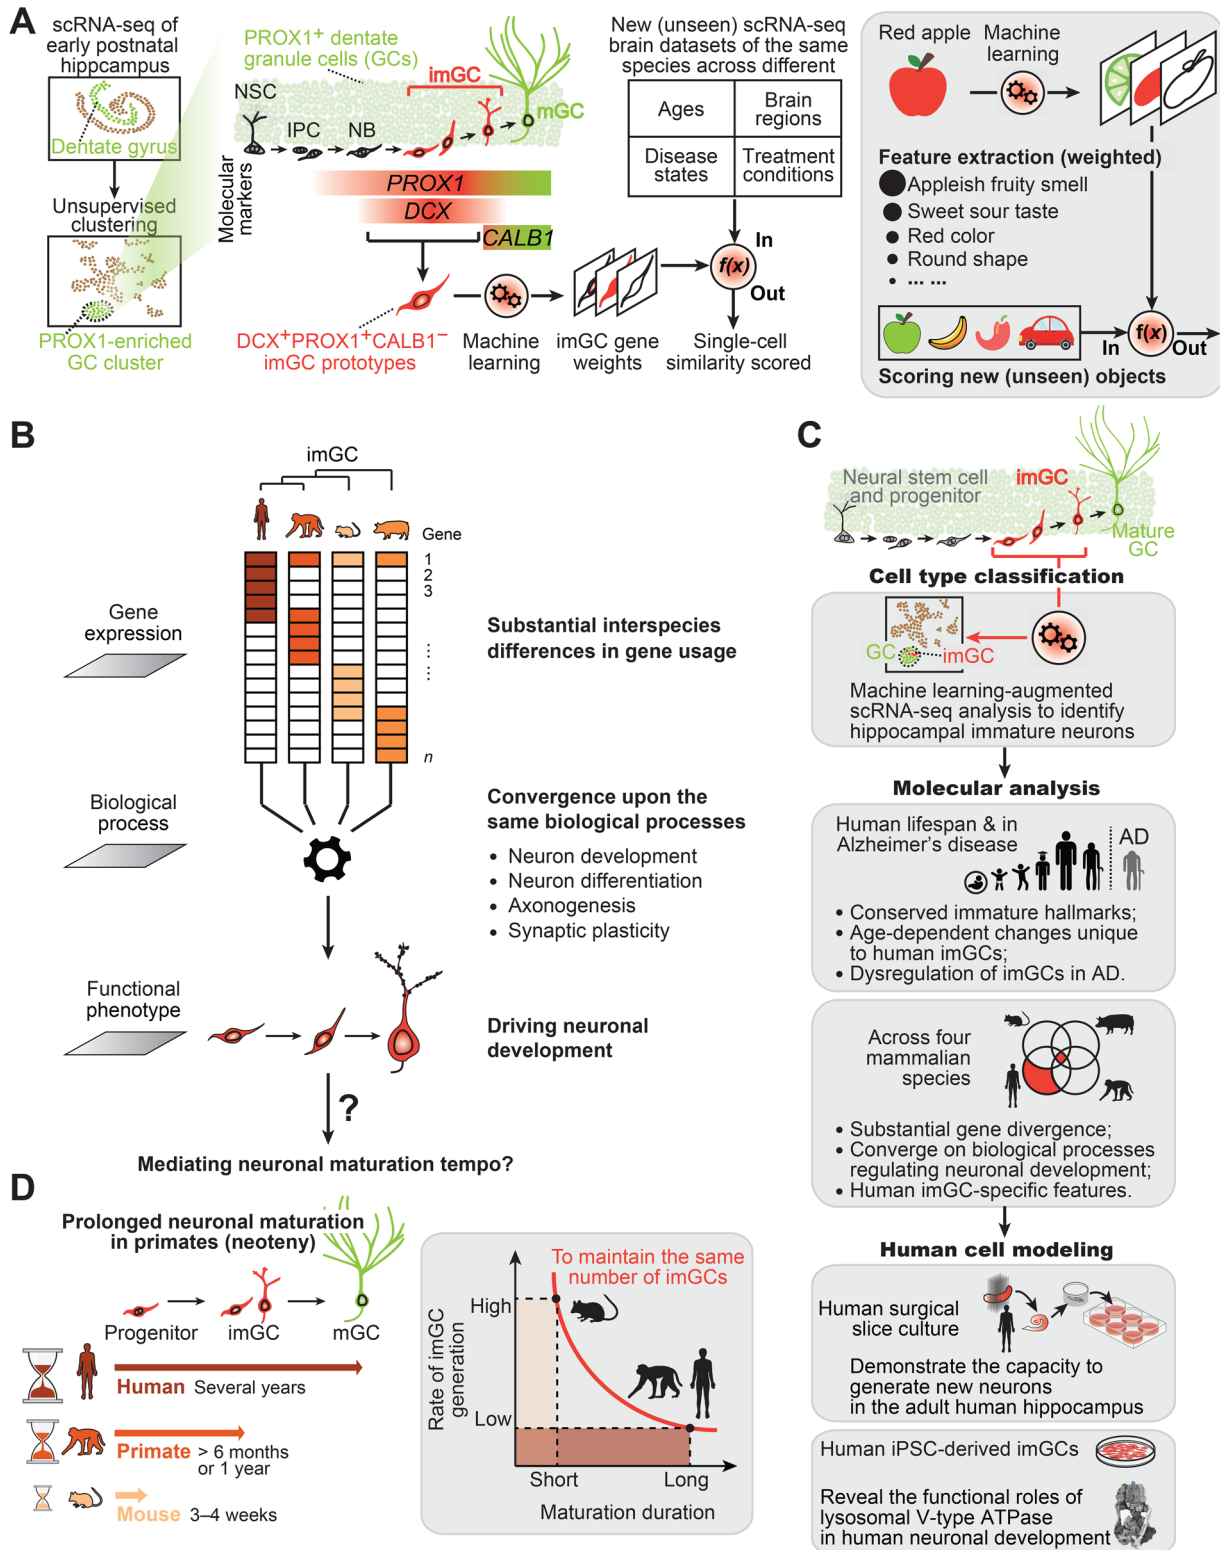 A
scRNA-seq of
early postnatal
hippocampus
Dentate gyrus
Unsupervised
clustering
PROX1-enriched
GC cluster
PROX1+ dentate
granule cells (GCs)
imGC
mGC
NSC
IPC
NB
Molecular
markers
PROX1
DCX
CALB1
DCX+PROX1+CALB1−
imGC prototypes
Machine
learning
imGC gene
weights
New (unseen) scRNA-seq
brain datasets of the same
species across different
Ages
Brain
regions
Disease
states
Treatment
conditions
In
f(x)
Out
Single-cell
similarity scored
Red apple
Machine
learning
Feature extraction (weighted)
Appleish fruity smell
Sweet sour taste
Red color
Round shape
... ...
In
f(x)
Out
Scoring new (unseen) objects
B
imGC
Gene
1
2
3
⋮
⋮
n
Gene
expression
Substantial interspecies
differences in gene usage
Biological
process
Convergence upon the
same biological processes
• Neuron development
• Neuron differentiation
• Axonogenesis
• Synaptic plasticity
Functional
phenotype
Driving neuronal
development
?
Mediating neuronal maturation tempo?
C
Neural stem cell
and progenitor
imGC
Mature
GC
Cell type classification
GC
imGC
Machine learning-augmented
scRNA-seq analysis to identify
hippocampal immature neurons
Molecular analysis
Human lifespan & in
Alzheimer's disease
AD
• Conserved immature hallmarks;
• Age-dependent changes unique
to human imGCs;
• Dysregulation of imGCs in AD.
Across four
mammalian
species
• Substantial gene divergence;
• Converge on biological processes
regulating neuronal development;
• Human imGC-specific features.
Human cell modeling
Human surgical
slice culture
Demonstrate the capacity to
generate new neurons
in the adult human hippocampus
Human iPSC-derived imGCs
Reveal the functional roles of
lysosomal V-type ATPase
in human neuronal development
D
Prolonged neuronal maturation
in primates (neoteny)
Progenitor
imGC
mGC
Human Several years
Primate > 6 months
or 1 year
Mouse 3–4 weeks
To maintain the same
number of imGCs
Rate of imGC
generation
High
Low
Short
Long
Maturation duration